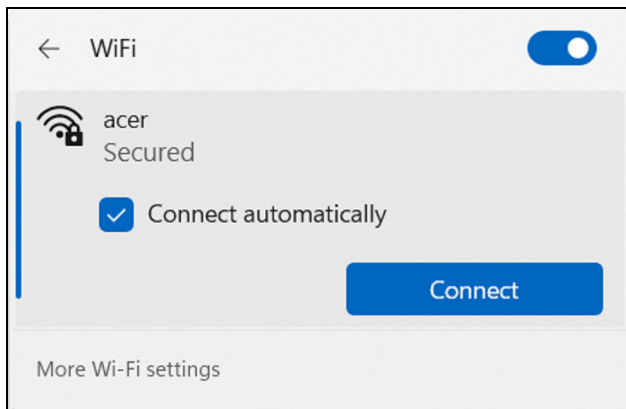 WiFi
acer
Secured
Connect automatically
Connect
More Wi-Fi settings